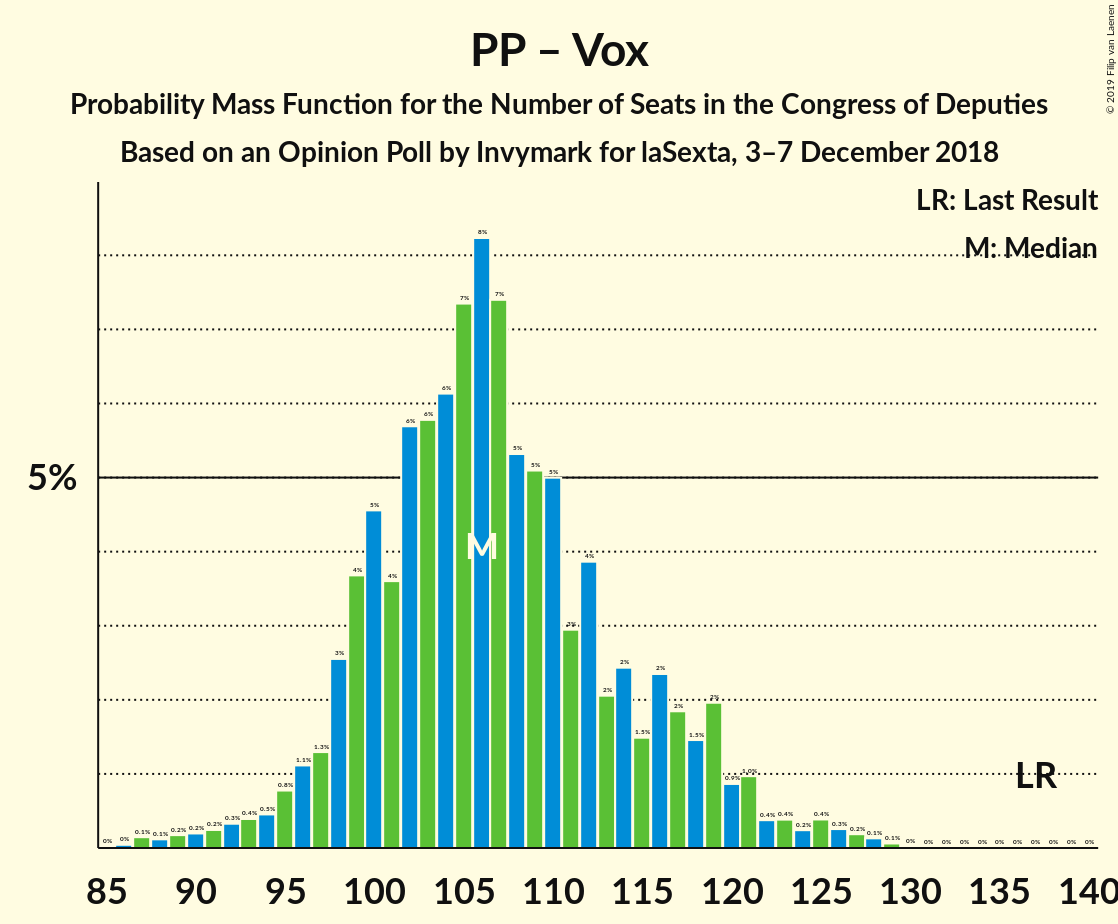 PP – Vox
Probability Mass Function for the Number of Seats in the Congress of Deputies
Based on an Opinion Poll by Invymark for laSexta, 3–7 December 2018
© 2019 Filip van Laenen
LR: Last Result
M: Median
5%
0% 0% 0.1% 0.1% 0.2% 0.2% 0.2% 0.3% 0.4% 0.5% 0.8% 1.1% 1.3% 3% 4% 5% 4% 6% 6% 6% 7% 8% 7% 5% 5% 5% 3% 4% 2% 2% 1.5% 2% 2% 1.5% 2% 0.9% 1.0% 0.4% 0.4% 0.2% 0.4% 0.3% 0.2% 0.1% 0.1% 0% 0% 0% 0% 0% 0% 0% 0% 0% 0% 0%
M
LR
85 90 95 100 105 110 115 120 125 130 135 140